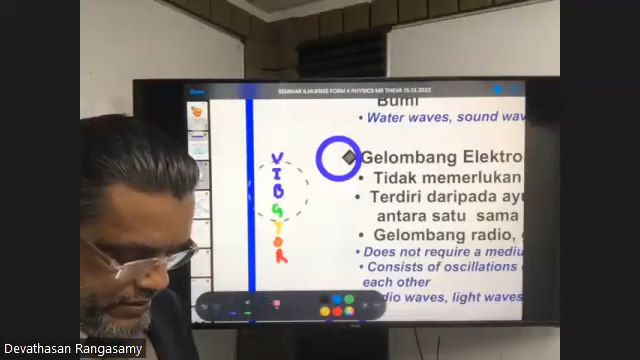 SEMINAR ILMUFREE FORM 4 PHYSICS MR THEVA 15.12.2022
Bumi
Water waves, sound wav
V
I
B
G
Y
O
R
Gelombang Elektro
Tidak memerlukan
Terdiri daripada ayu
antara satu sama
Gelombang radio,
Does not require a mediu
Consists of oscillations
each other
dio waves, light waves
Devathasan Rangasamy